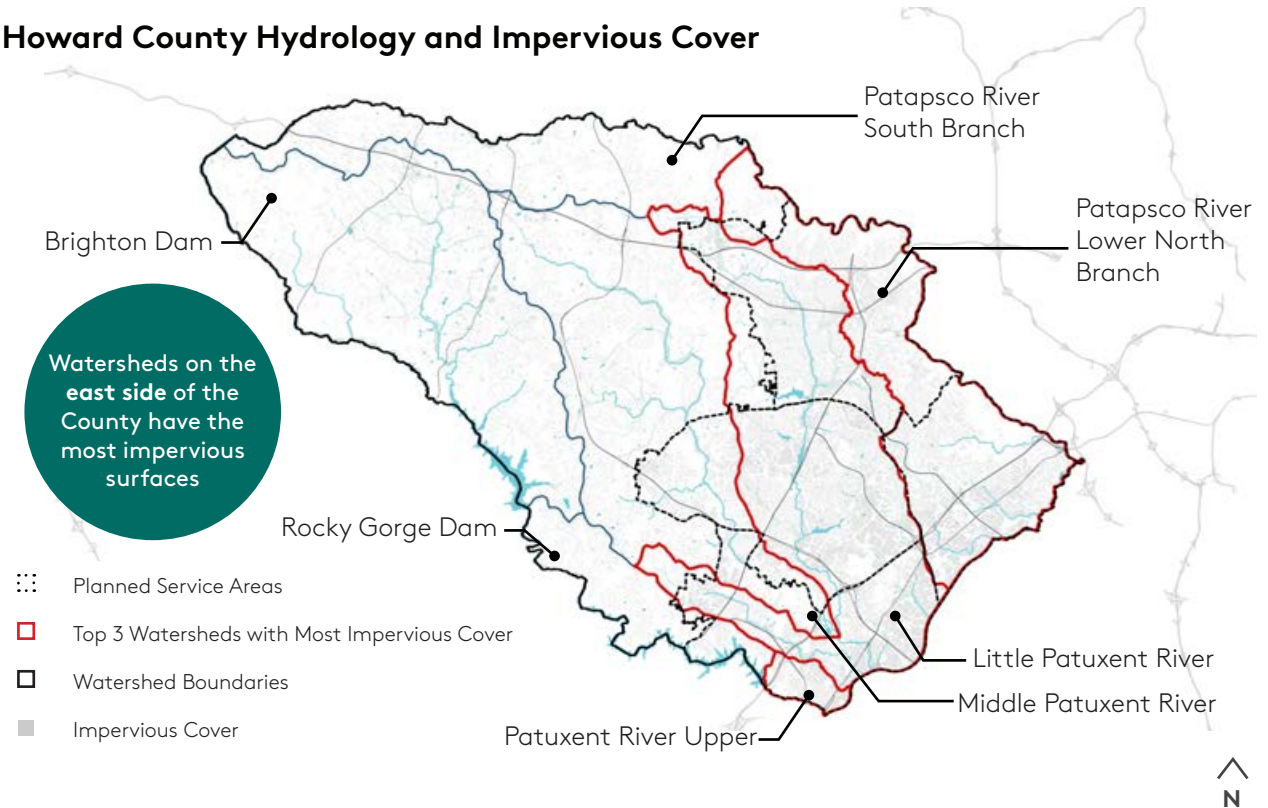 Howard County Hydrology and Impervious Cover
Patapsco River
South Branch
Patapsco River
Lower North
Branch
Brighton Dam
Watersheds on the
east side of the
County have the
most impervious
surfaces
Rocky Gorge Dam
Planned Service Areas
Top 3 Watersheds with Most Impervious Cover
Watershed Boundaries
Impervious Cover
Little Patuxent River
Middle Patuxent River
Patuxent River Upper
N